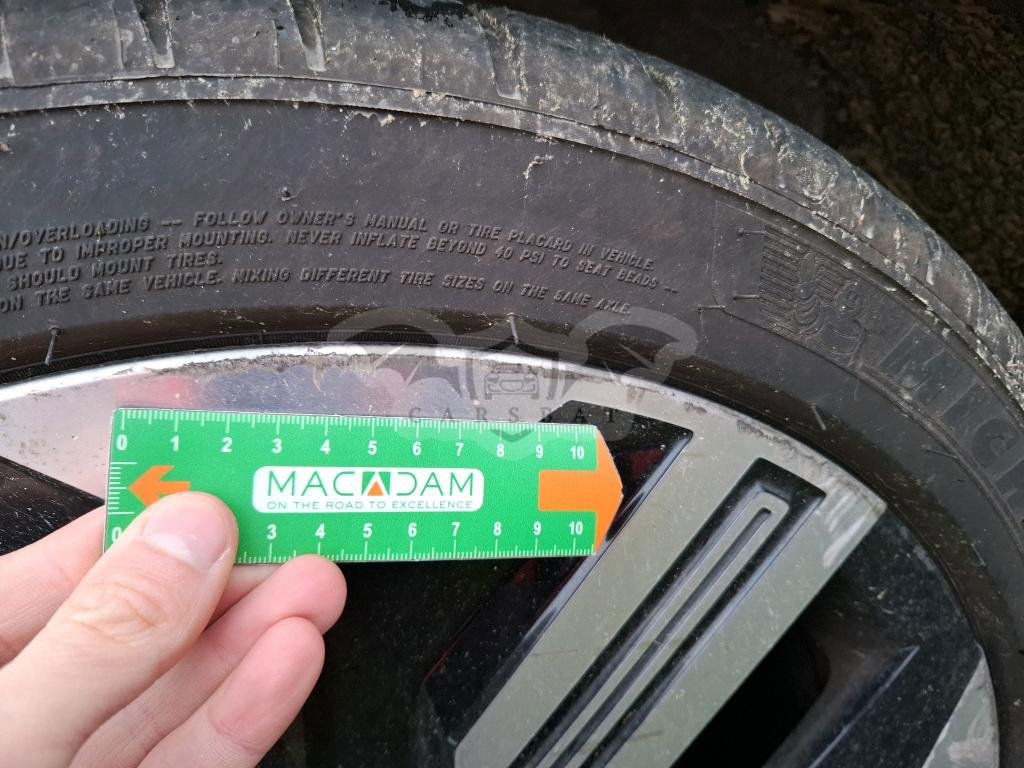 N/OVERLOADING -- FOLLOW OWNER'S MANUAL OR TIRE PLACARD IN VEHICLE.
DUE TO IMPROPER MOUNTING. NEVER INFLATE BEYOND 40 PSI TO SEAT BEADS --
SHOULD MOUNT TIRES.
ON THE SAME VEHICLE. MIXING DIFFERENT TIRE SIZES ON THE SAME AXLE
CARSBAT
0 1 2 3 4 5 6 7 8 9 10
MACADAM
ON THE ROAD TO EXCELLENCE
0 3 4 5 6 7 8 9 10